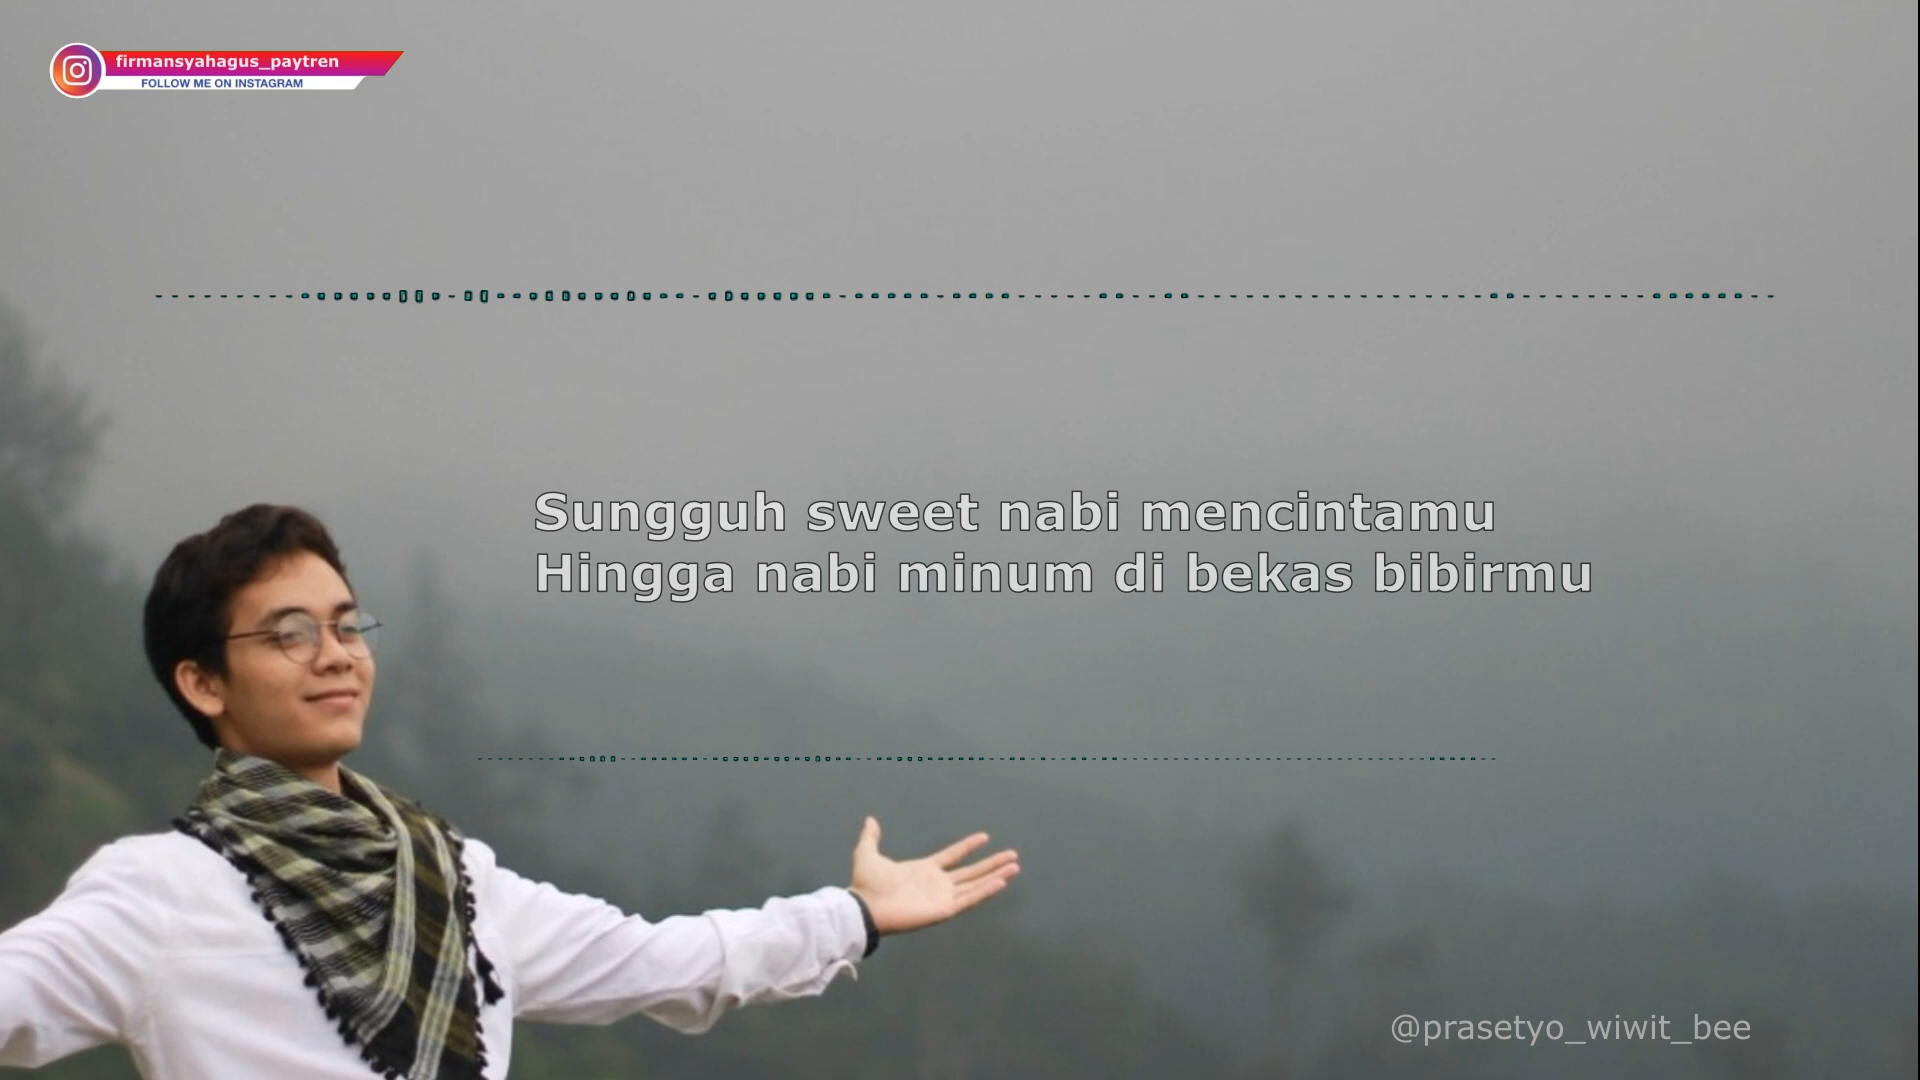 firmansyahagus_paytren
FOLLOW ME ON INSTAGRAM
Sungguh sweet nabi mencintamu
Hingga nabi minum di bekas bibirmu
@prasetyo_wiwit_bee